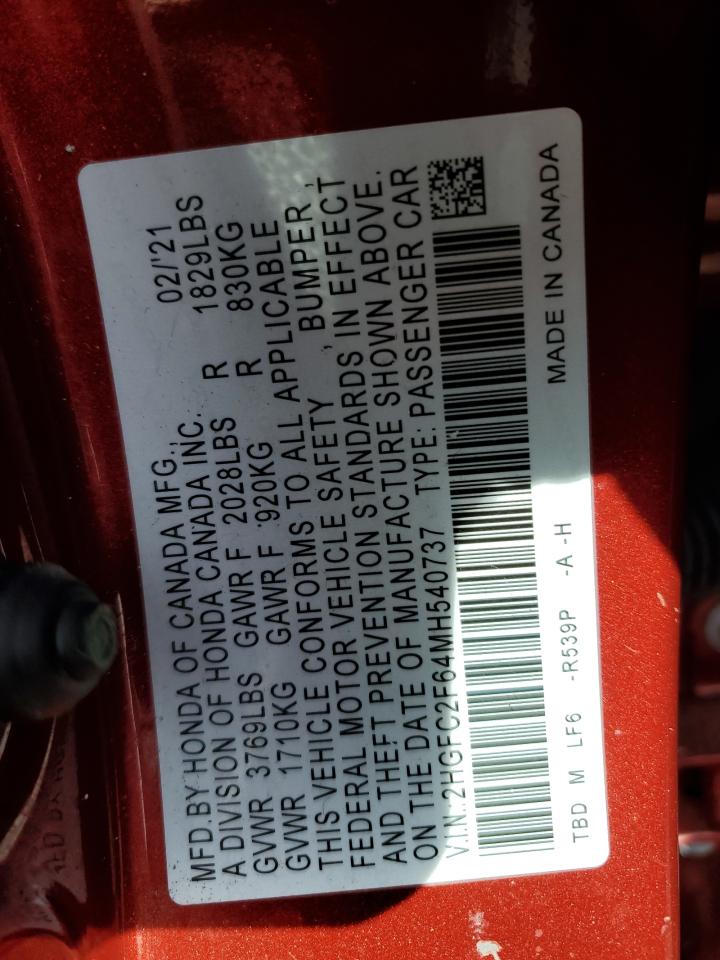 MFD.BY HONDA OF CANADA MFG., 02/'21
A DIVISION OF HONDA CANADA INC.
GVWR 3769LBS GAWR F 2028LBS R 1829LBS
GVWR 1710KG GAWR F 920KG R 830KG
THIS VEHICLE CONFORMS TO ALL APPLICABLE
FEDERAL MOTOR VEHICLE SAFETY , BUMPER ,
AND THEFT PREVENTION STANDARDS IN EFFECT
ON THE DATE OF MANUFACTURE SHOWN ABOVE.
V.I.N.:2HGFC2F64MH540737 TYPE: PASSENGER CAR
TBD M LF6 -R539P -A -H MADE IN CANADA